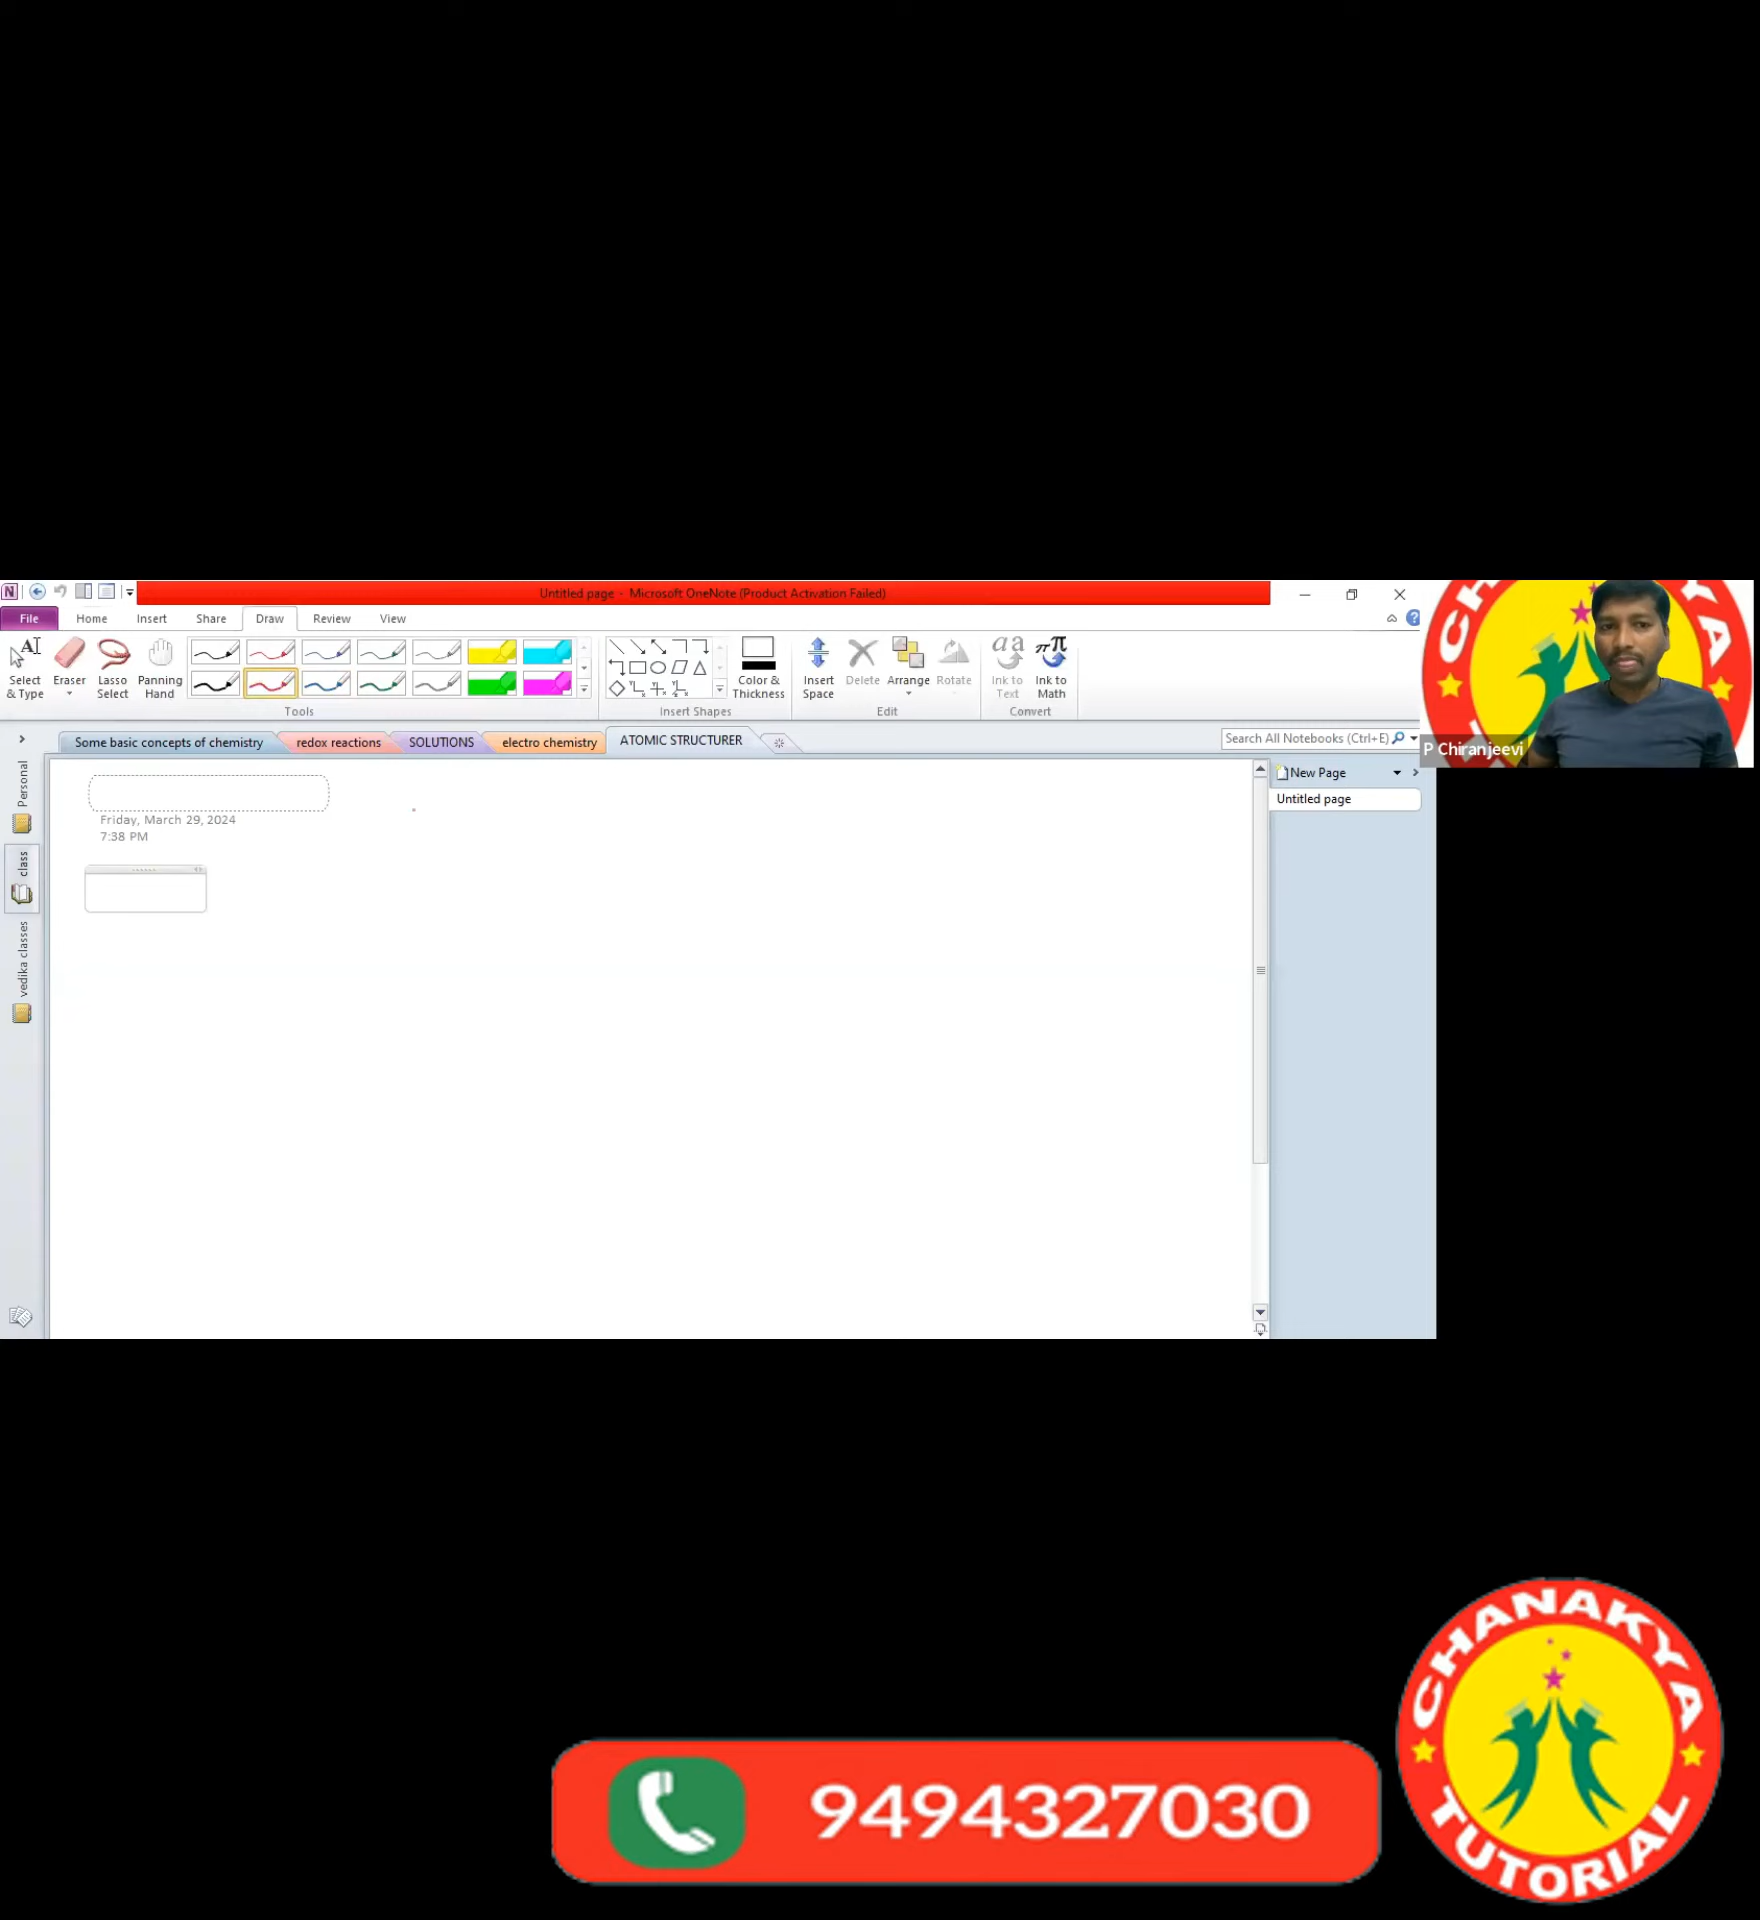 Untitled page - Microsoft OneNote (Product Activation Failed)
File Home Insert Share Draw Review View
Select & Type
Eraser
Lasso Select
Panning Hand
Color & Thickness
Insert Space
Delete
Arrange
Rotate
Ink to Text
Ink to Math
Tools
Insert Shapes
Edit
Convert
Some basic concepts of chemistry
redox reactions
SOLUTIONS
electro chemistry
ATOMIC STRUCTURER
Search All Notebooks (Ctrl+E)
P Chiranjeevi
New Page
Untitled page
Personal
class
vedika classes
Friday, March 29, 2024
7:38 PM
9494327030
CHANAKYA
TUTORIAL